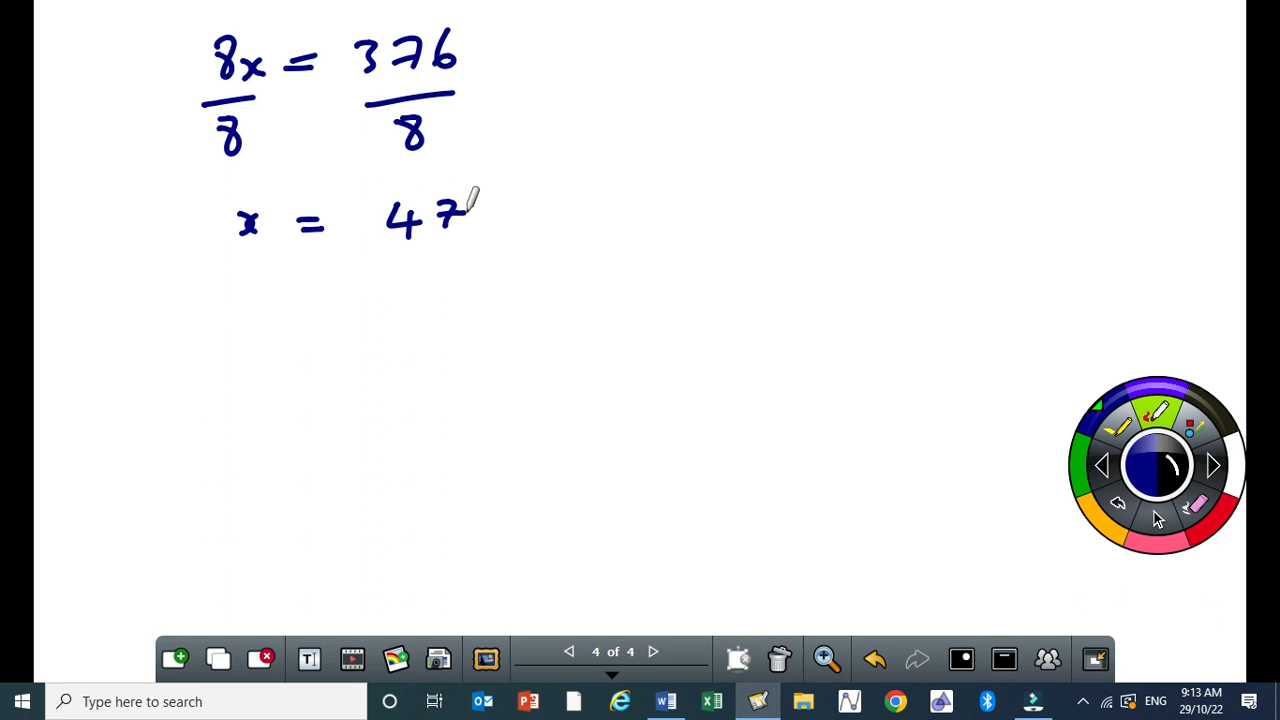 8x = 376
8 8
x = 47
4 of 4
Type here to search
ENG
9:13 AM
29/10/22